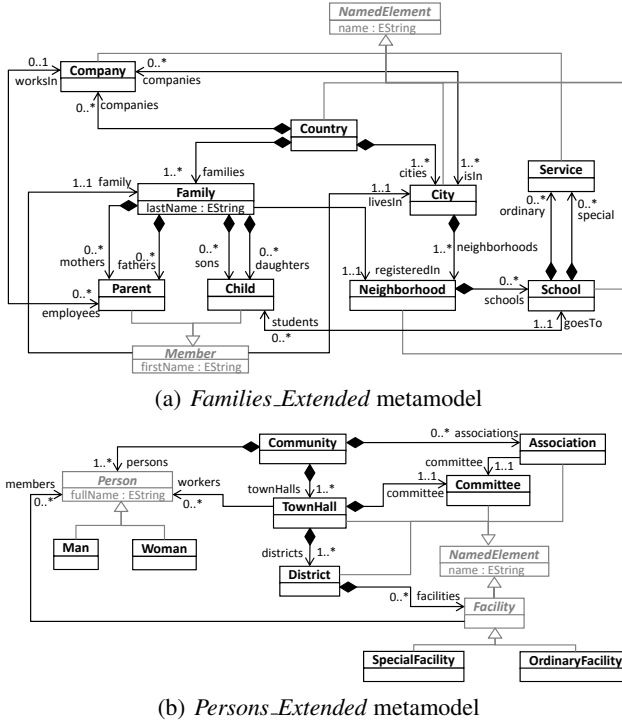 NamedElement
name : EString
0..1
worksIn
Company
0..*
companies
0..*
companies
Country
1..*
families
1..*
cities
1..*
isIn
Service
0..*
ordinary
0..*
special
1..1
family
Family
lastName : EString
1..1
livesIn
City
0..*
mothers
0..*
fathers
0..*
sons
0..*
daughters
1..*
neighborhoods
1..1
registeredIn
0..*
employees
Parent
Child
Neighborhood
0..*
schools
School
students
0..*
1..1
goesTo
Member
firstName : EString
(a) Families_Extended metamodel
Community
0..*
associations
Association
1..*
persons
members
0..*
Person
fullName : EString
workers
0..*
townHalls
1..*
TownHall
committee
1..1
1..1
committee
Committee
Man
Woman
districts
1..*
District
NamedElement
name : EString
0..*
facilities
Facility
SpecialFacility
OrdinaryFacility
(b) Persons_Extended metamodel